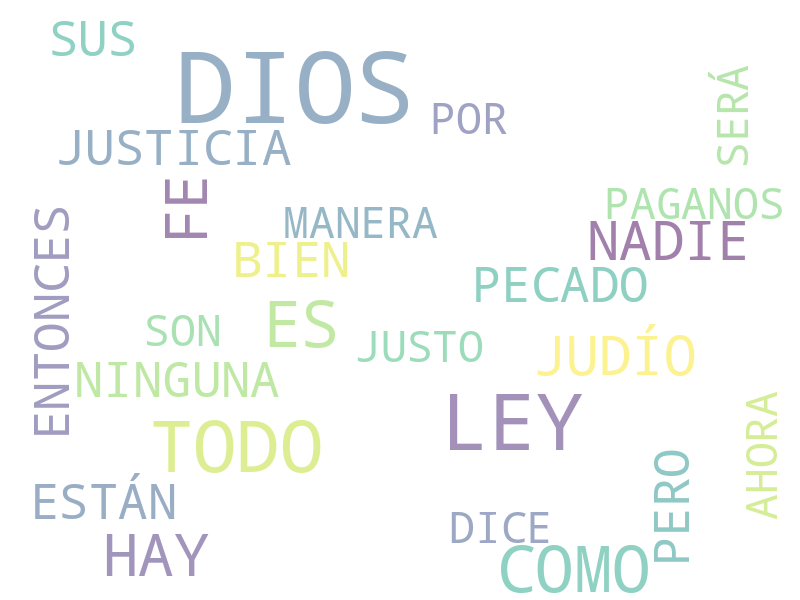 SUS
DIOS
POR
SERÁ
JUSTICIA
FE
PAGANOS
MANERA
NADIE
ENTONCES
BIEN
PECADO
ES
SON
JUSTO
JUDÍO
NINGUNA
LEY
TODO
AHORA
PERO
ESTÁN
DICE
HAY
COMO